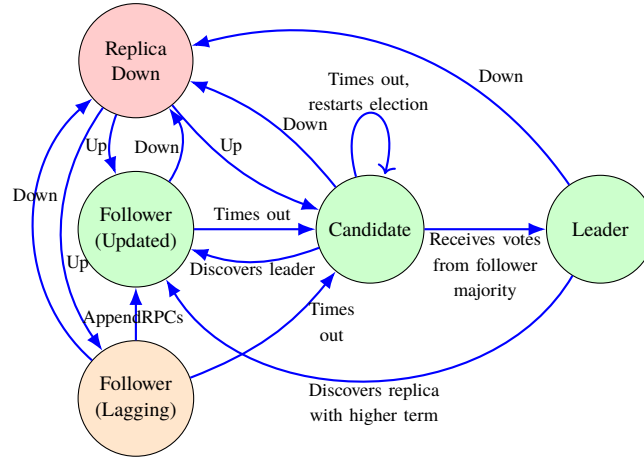 Replica
Down
Times out,
restarts election
Down
Down
Up
Down
Up
Follower
(Updated)
Times out
Candidate
Leader
Down
Receives votes
from follower
majority
Up
Discovers leader
AppendRPCs
Times
out
Follower
(Lagging)
Discovers replica
with higher term